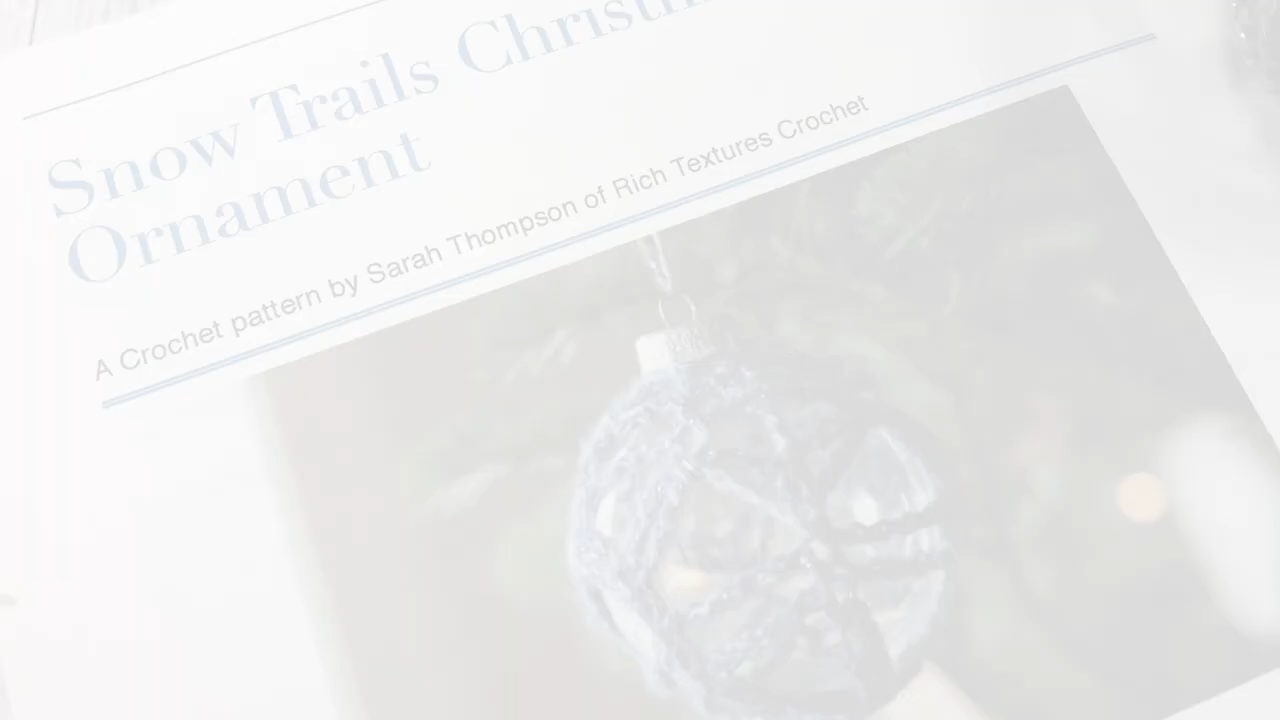 Snow Trails Christm
Ornament
A Crochet pattern by Sarah Thompson of Rich Textures Crochet